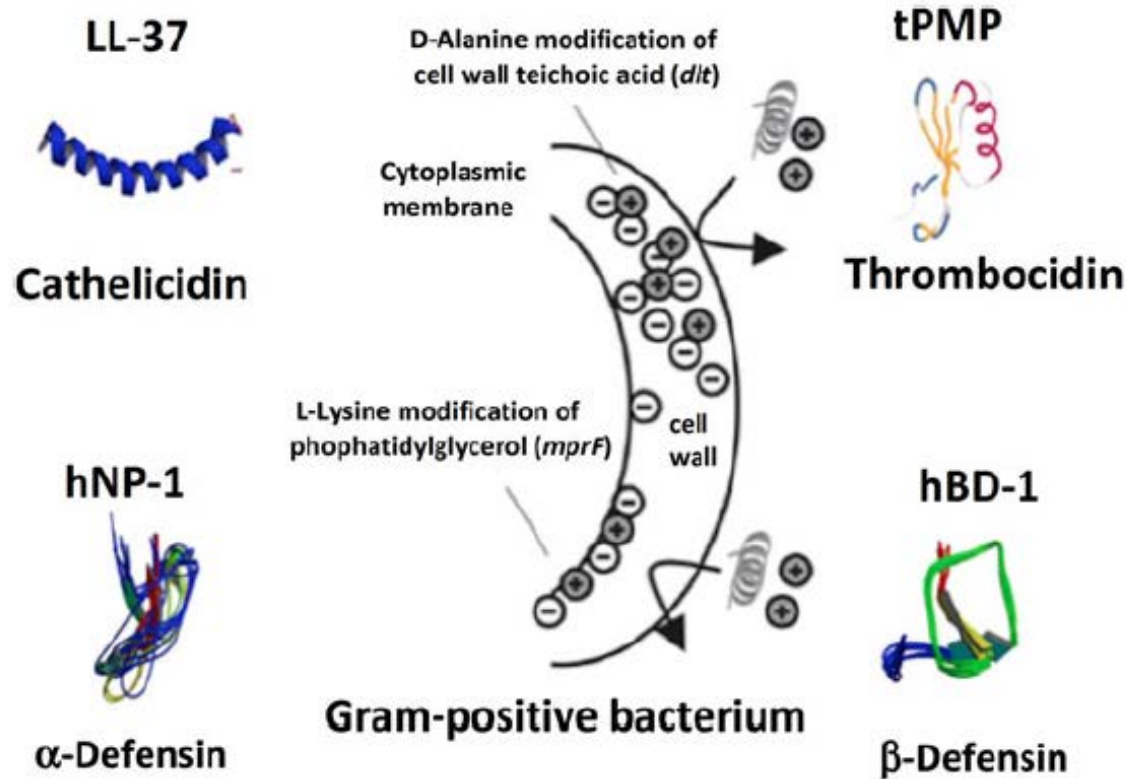 LL-37
Cathelicidin
D-Alanine modification of
cell wall teichoic acid (dlt)
Cytoplasmic
membrane
tPMP
Thrombocidin
L-Lysine modification of
phophatidylglycerol (mprF)
cell
wall
hNP-1
α-Defensin
hBD-1
β-Defensin
Gram-positive bacterium